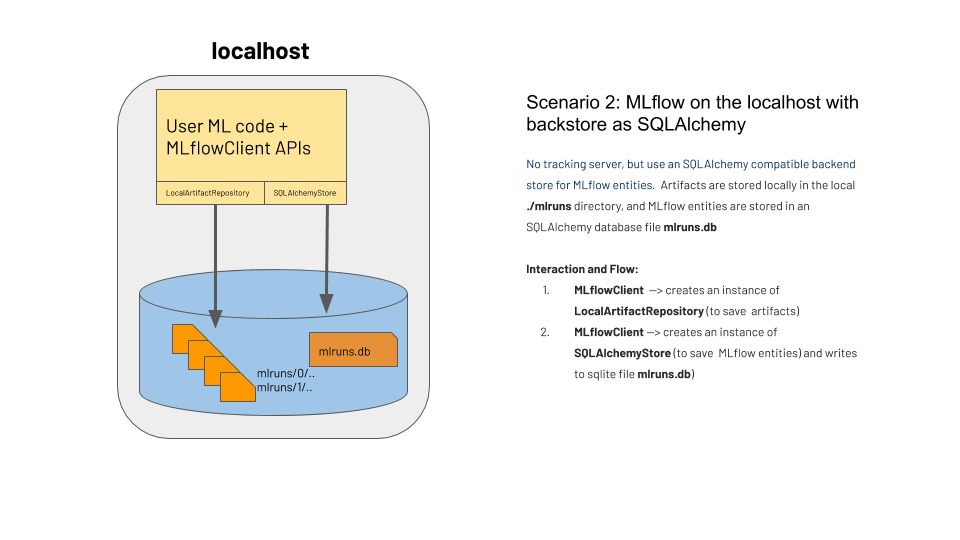 localhost
User ML code +
MLflowClient APIs
LocalArtifactRepository
SQLAlchemyStore
mlruns.db
mlruns/0/..
mlruns/1/..
Scenario 2: MLflow on the localhost with
backstore as SQLAlchemy
No tracking server, but use an SQLAlchemy compatible backend
store for MLflow entities. Artifacts are stored locally in the local
./mlruns directory, and MLflow entities are stored in an
SQLAlchemy database file mlruns.db
Interaction and Flow:
1. MLflowClient —> creates an instance of
LocalArtifactRepository (to save artifacts)
2. MLflowClient —> creates an instance of
SQLAlchemyStore (to save MLflow entities) and writes
to sqlite file mlruns.db)